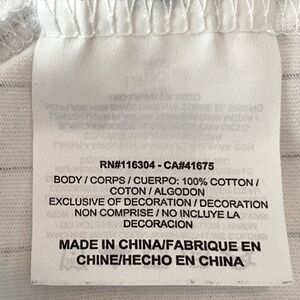 RN#116304 - CA#41675
BODY / CORPS / CUERPO: 100% COTTON /
COTON / ALGODON
EXCLUSIVE OF DECORATION / DECORATION
NON COMPRISE / NO INCLUYE LA
DECORACION
MADE IN CHINA/FABRIQUE EN
CHINE/HECHO EN CHINA